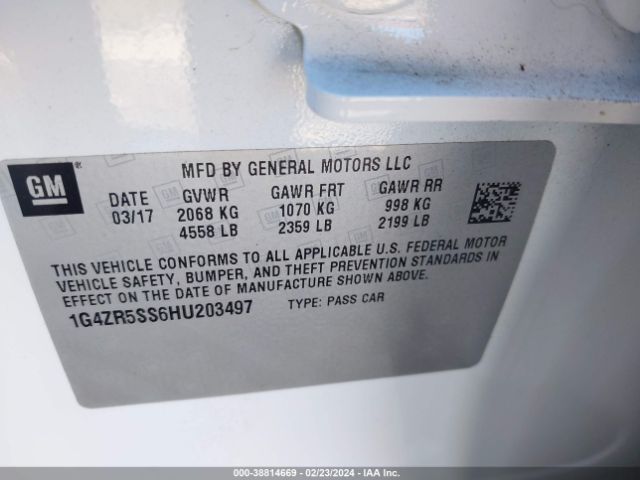 GM
®
MFD BY GENERAL MOTORS LLC
DATE GVWR GAWR FRT GAWR RR
03/17 2068 KG 1070 KG 998 KG
4558 LB 2359 LB 2199 LB
THIS VEHICLE CONFORMS TO ALL APPLICABLE U.S. FEDERAL MOTOR
VEHICLE SAFETY, BUMPER, AND THEFT PREVENTION STANDARDS IN
EFFECT ON THE DATE OF MANUFACTURE SHOWN ABOVE.
1G4ZR5SS6HU203497 TYPE: PASS CAR
000-38814669 - 02/23/2024 - IAA Inc.